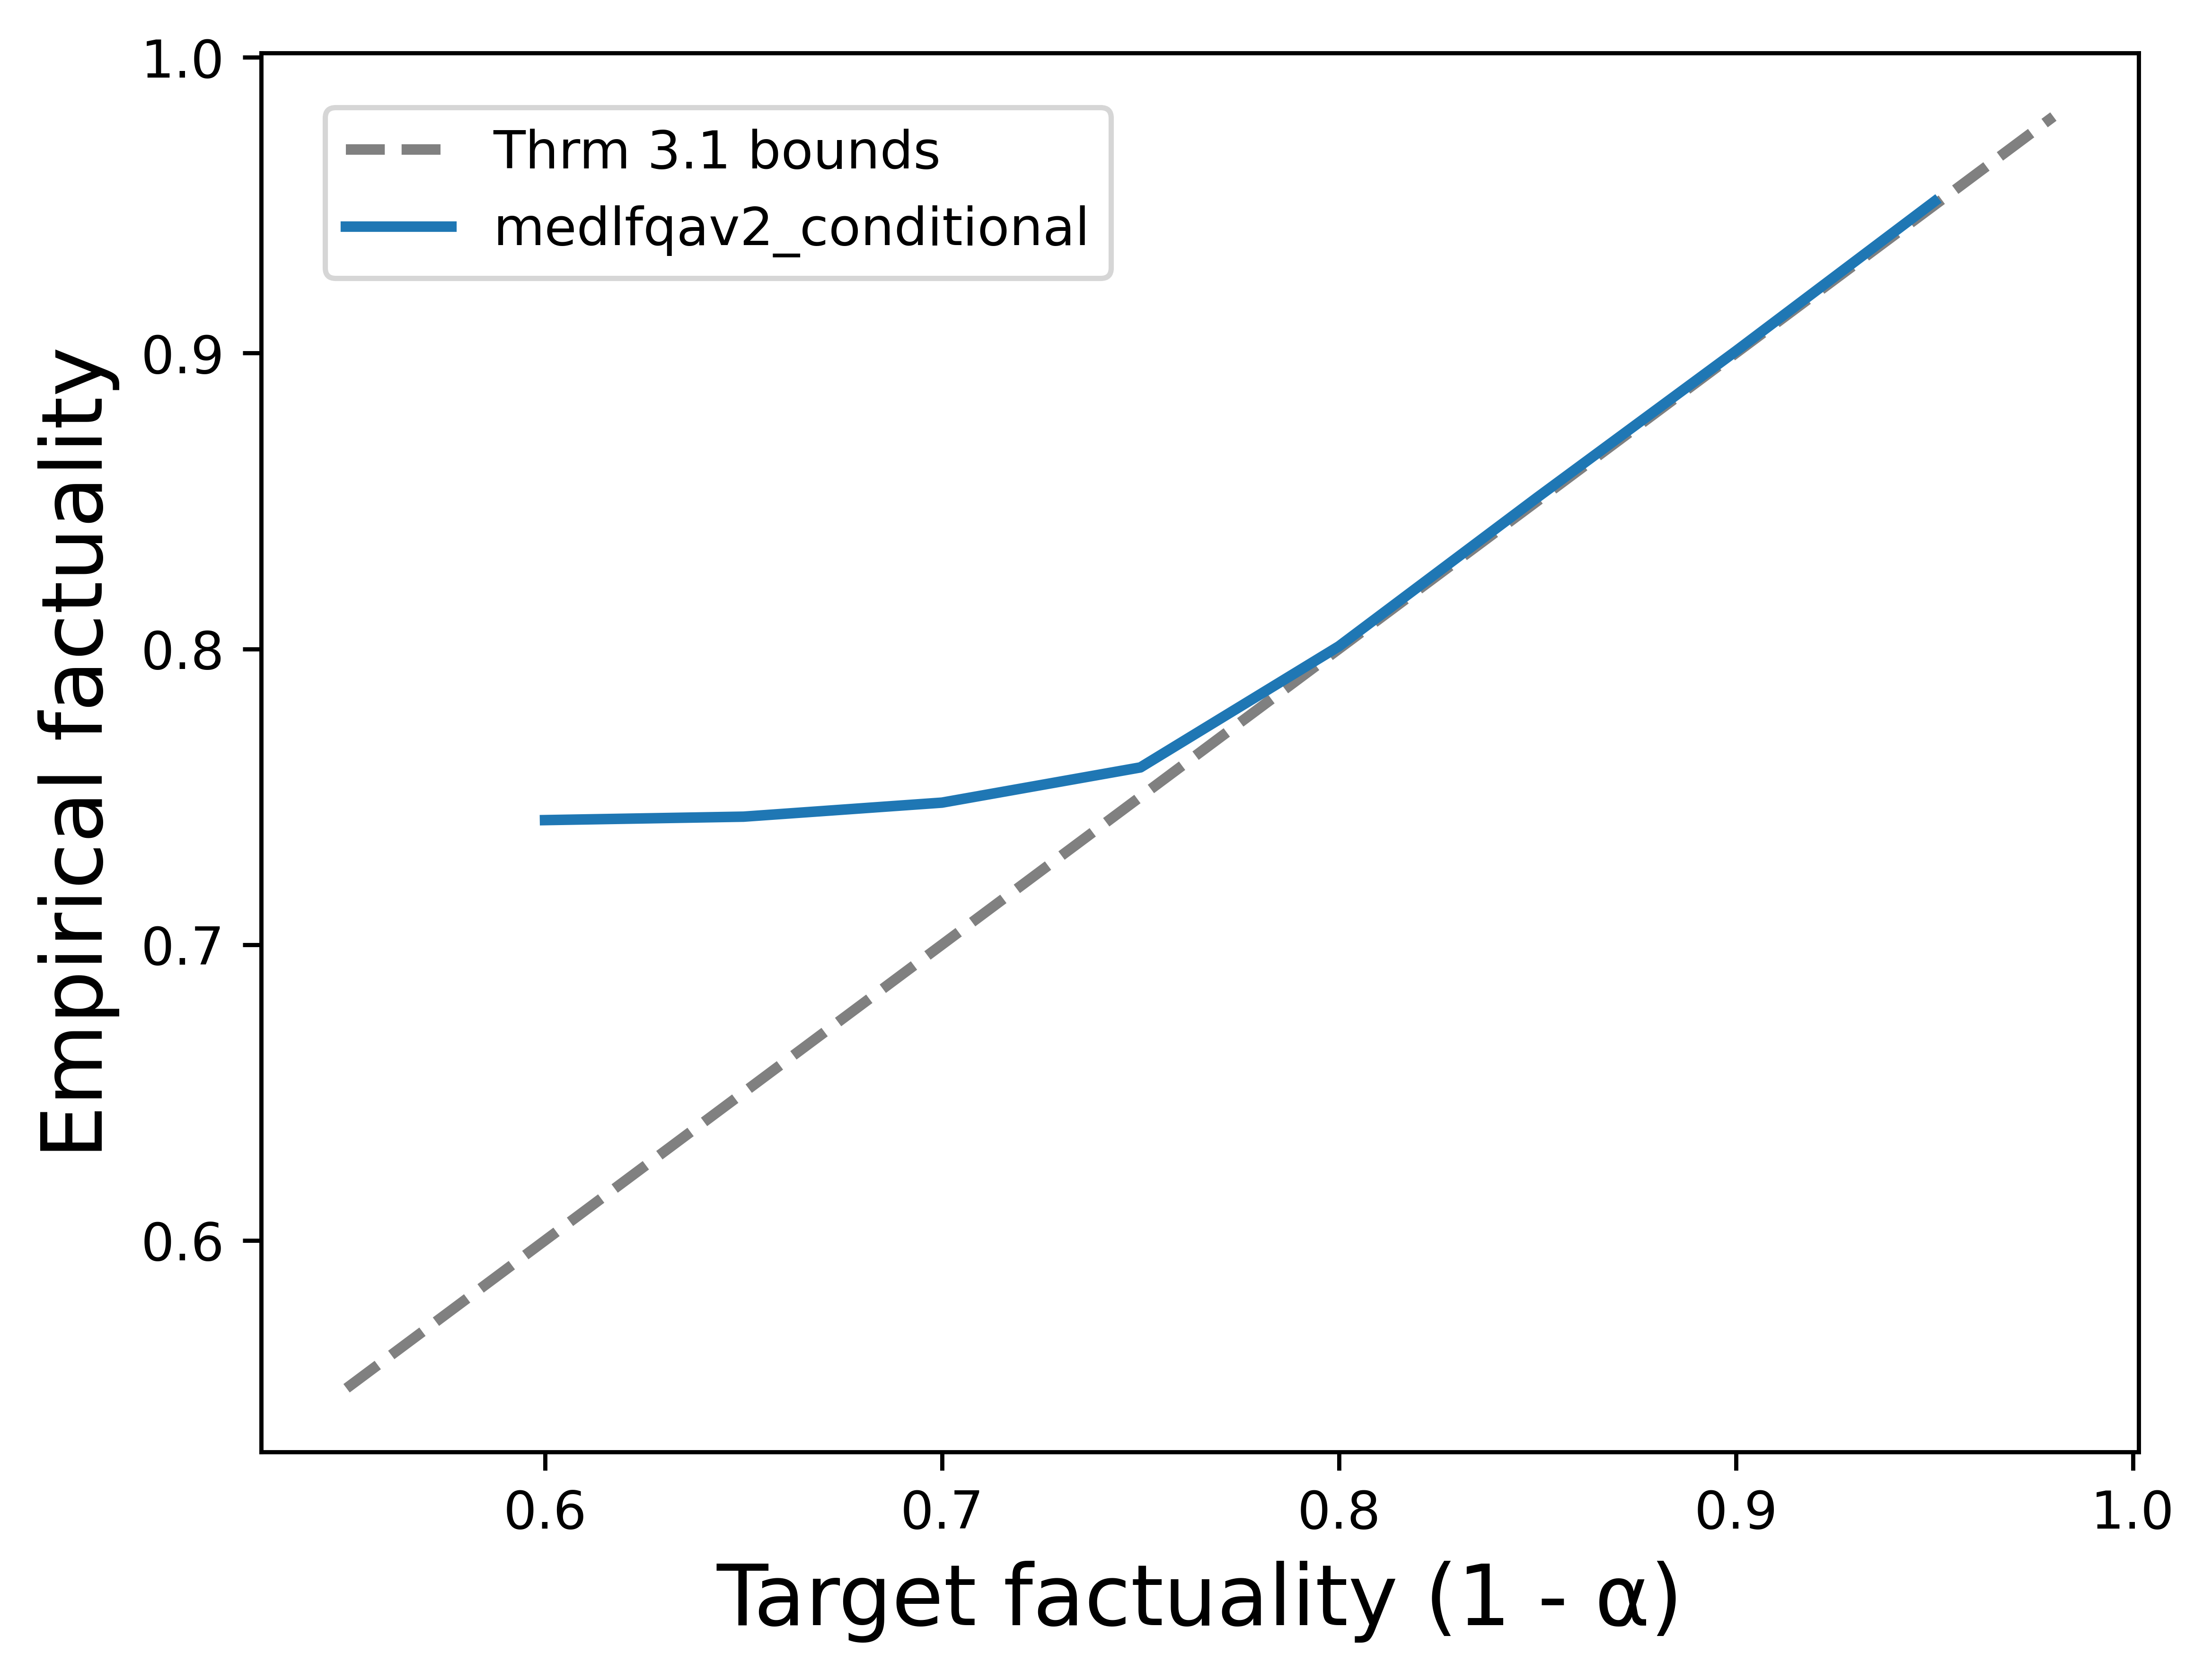 1.0
0.9
0.8
0.7
0.6
Empirical factuality
Thrm 3.1 bounds
medlfqav2_conditional
0.6 0.7 0.8 0.9 1.0
Target factuality (1 - α)